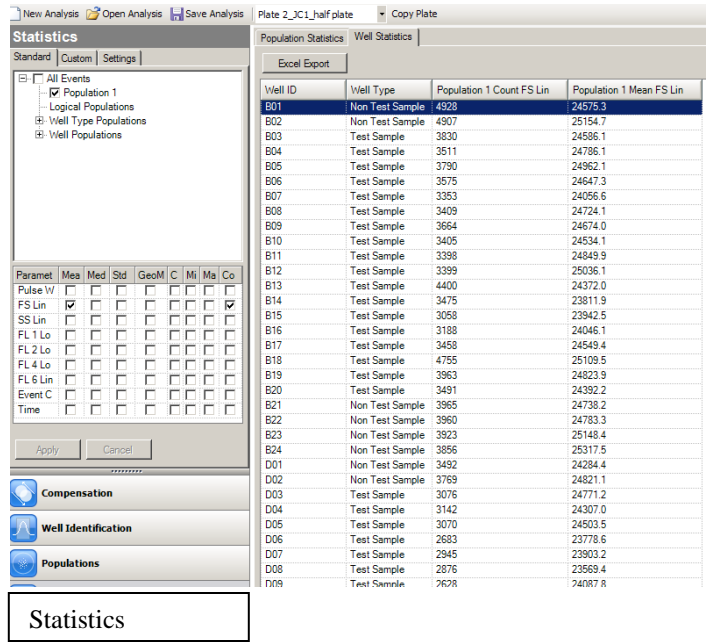 New Analysis Open Analysis Save Analysis Plate 2_JC1_half plate Copy Plate
Statistics
Standard Custom Settings
All Events
Population 1
Logical Populations
Well Type Populations
Well Populations
Paramet Mea Med Std GeoM C Mi Ma Co
Pulse W
FS Lin
SS Lin
FL 1 Lo
FL 2 Lo
FL 4 Lo
FL 6 Lin
Event C
Time
Apply Cancel
Compensation
Well Identification
Populations
Statistics
Population Statistics Well Statistics
Excel Export
Well ID Well Type Population 1 Count FS Lin Population 1 Mean FS Lin
B01 Non Test Sample 4928 24575.3
B02 Non Test Sample 4907 25154.7
B03 Test Sample 3830 24586.1
B04 Test Sample 3511 24786.1
B05 Test Sample 3790 24962.1
B06 Test Sample 3575 24647.3
B07 Test Sample 3353 24056.6
B08 Test Sample 3409 24724.1
B09 Test Sample 3664 24674.0
B10 Test Sample 3405 24534.1
B11 Test Sample 3398 24849.9
B12 Test Sample 3399 25036.1
B13 Test Sample 4400 24372.0
B14 Test Sample 3475 23811.9
B15 Test Sample 3058 23942.5
B16 Test Sample 3188 24046.1
B17 Test Sample 3458 24549.4
B18 Test Sample 4755 25109.5
B19 Test Sample 3963 24823.9
B20 Test Sample 3491 24392.2
B21 Non Test Sample 3965 24738.2
B22 Non Test Sample 3960 24783.3
B23 Non Test Sample 3923 25148.4
B24 Non Test Sample 3856 25317.5
D01 Non Test Sample 3492 24284.4
D02 Non Test Sample 3769 24821.1
D03 Test Sample 3076 24771.2
D04 Test Sample 3142 24307.0
D05 Test Sample 3070 24503.5
D06 Test Sample 2683 23778.6
D07 Test Sample 2945 23903.2
D08 Test Sample 2876 23569.4
D09 Test Sample 2628 24087.8